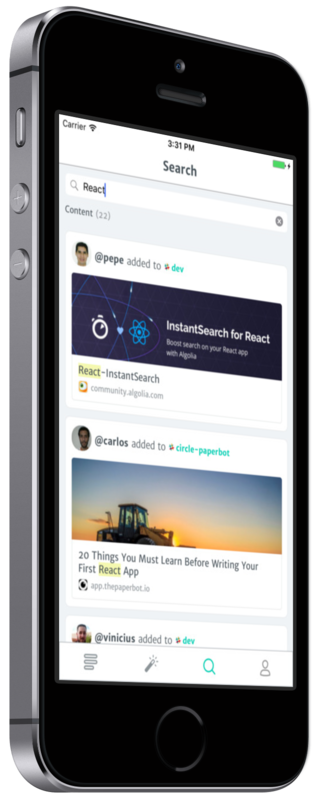 Carrier
3:31 PM
Search
React
Content (22)
@pepe added to dev
InstantSearch for React
Boost search on your React app
with Algolia
React-InstantSearch
community.algolia.com
@carlos added to circle-paperbot
20 Things You Must Learn Before Writing Your
First React App
app.thepaperbot.io
@vinicius added to dev